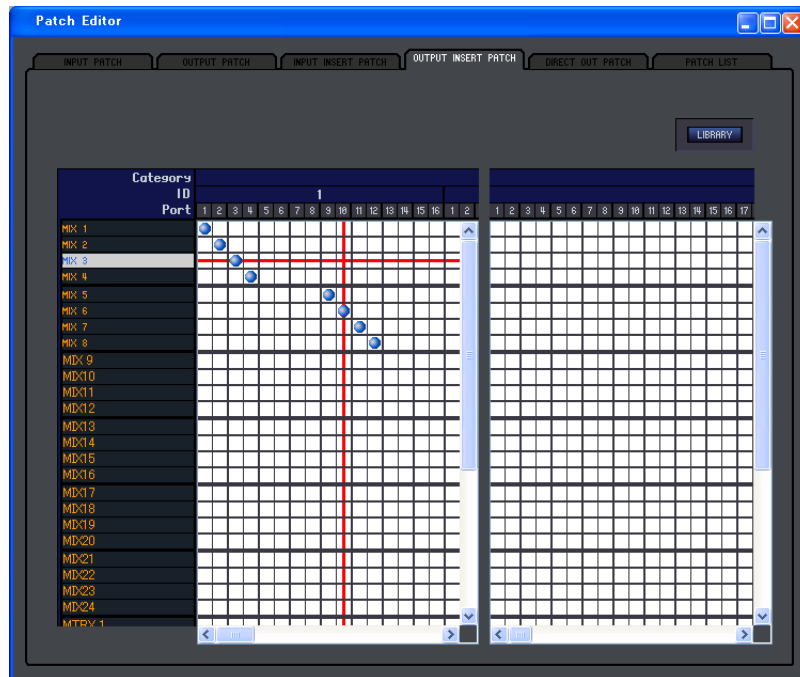 Patch Editor
INPUT PATCH OUTPUT PATCH INPUT INSERT PATCH OUTPUT INSERT PATCH DIRECT OUT PATCH PATCH LIST
LIBRARY
Category
ID 1
Port 1 2 3 4 5 6 7 8 9 10 11 12 13 14 15 16 1 2 1 2 3 4 5 6 7 8 9 10 11 12 13 14 15 16 17
MIX 1
MIX 2
MIX 3
MIX 4
MIX 5
MIX 6
MIX 7
MIX 8
MIX 9
MIX10
MIX11
MIX12
MIX13
MIX14
MIX15
MIX16
MIX17
MIX18
MIX19
MIX20
MIX21
MIX22
MIX23
MIX24
MTRX 1